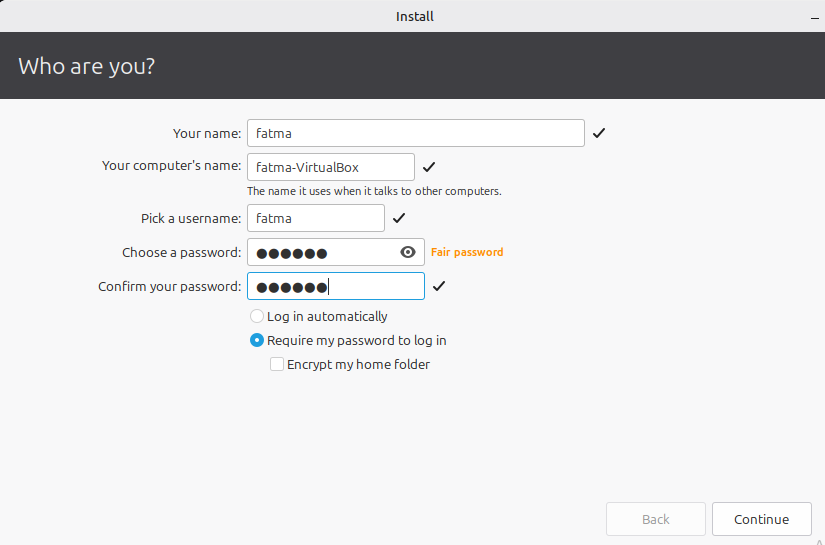 Install
Who are you?
Your name: fatma
Your computer's name: fatma-VirtualBox
The name it uses when it talks to other computers.
Pick a username: fatma
Choose a password: ●●●●●● Fair password
Confirm your password: ●●●●●●
Log in automatically
Require my password to log in
Encrypt my home folder
Back Continue